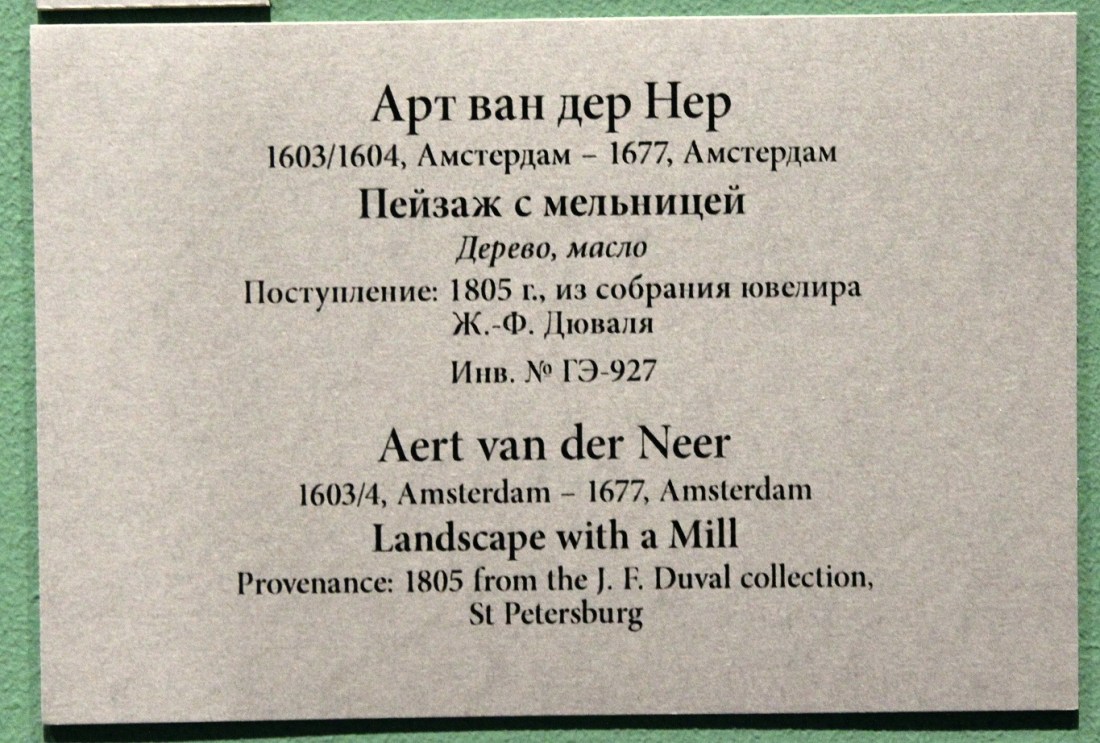 Арт ван дер Нер
1603/1604, Амстердам – 1677, Амстердам
Пейзаж с мельницей
Дерево, масло
Поступление: 1805 г., из собрания ювелира
Ж.-Ф. Дюваля
Инв. № ГЭ-927
Aert van der Neer
1603/4, Amsterdam – 1677, Amsterdam
Landscape with a Mill
Provenance: 1805 from the J. F. Duval collection,
St Petersburg